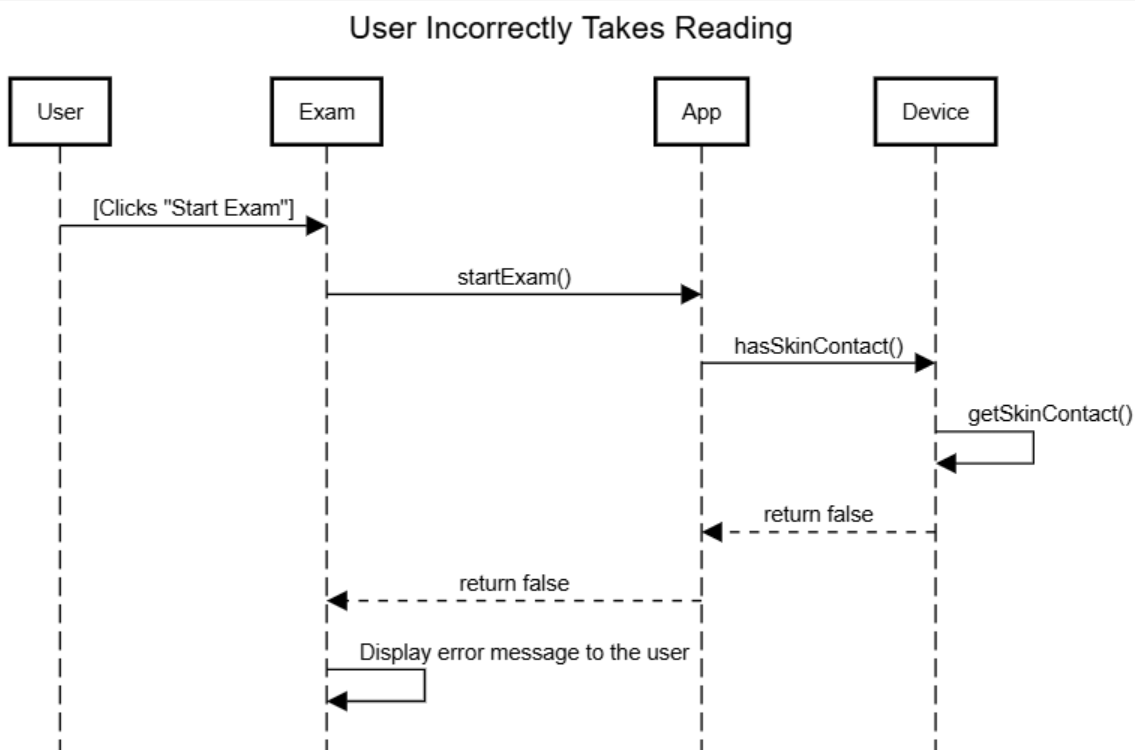 User Incorrectly Takes Reading
User
Exam
App
Device
[Clicks "Start Exam"]
startExam()
hasSkinContact()
getSkinContact()
return false
return false
Display error message to the user